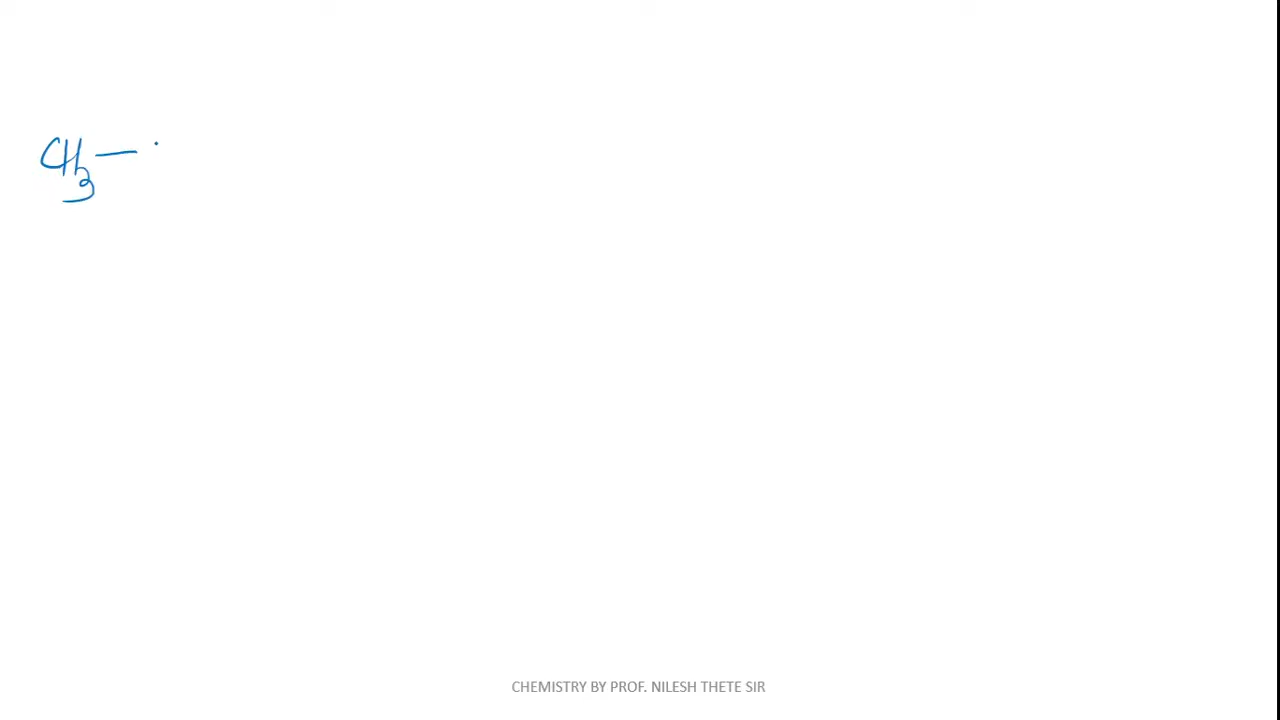 CH₃ —
CHEMISTRY BY PROF. NILESH THETE SIR